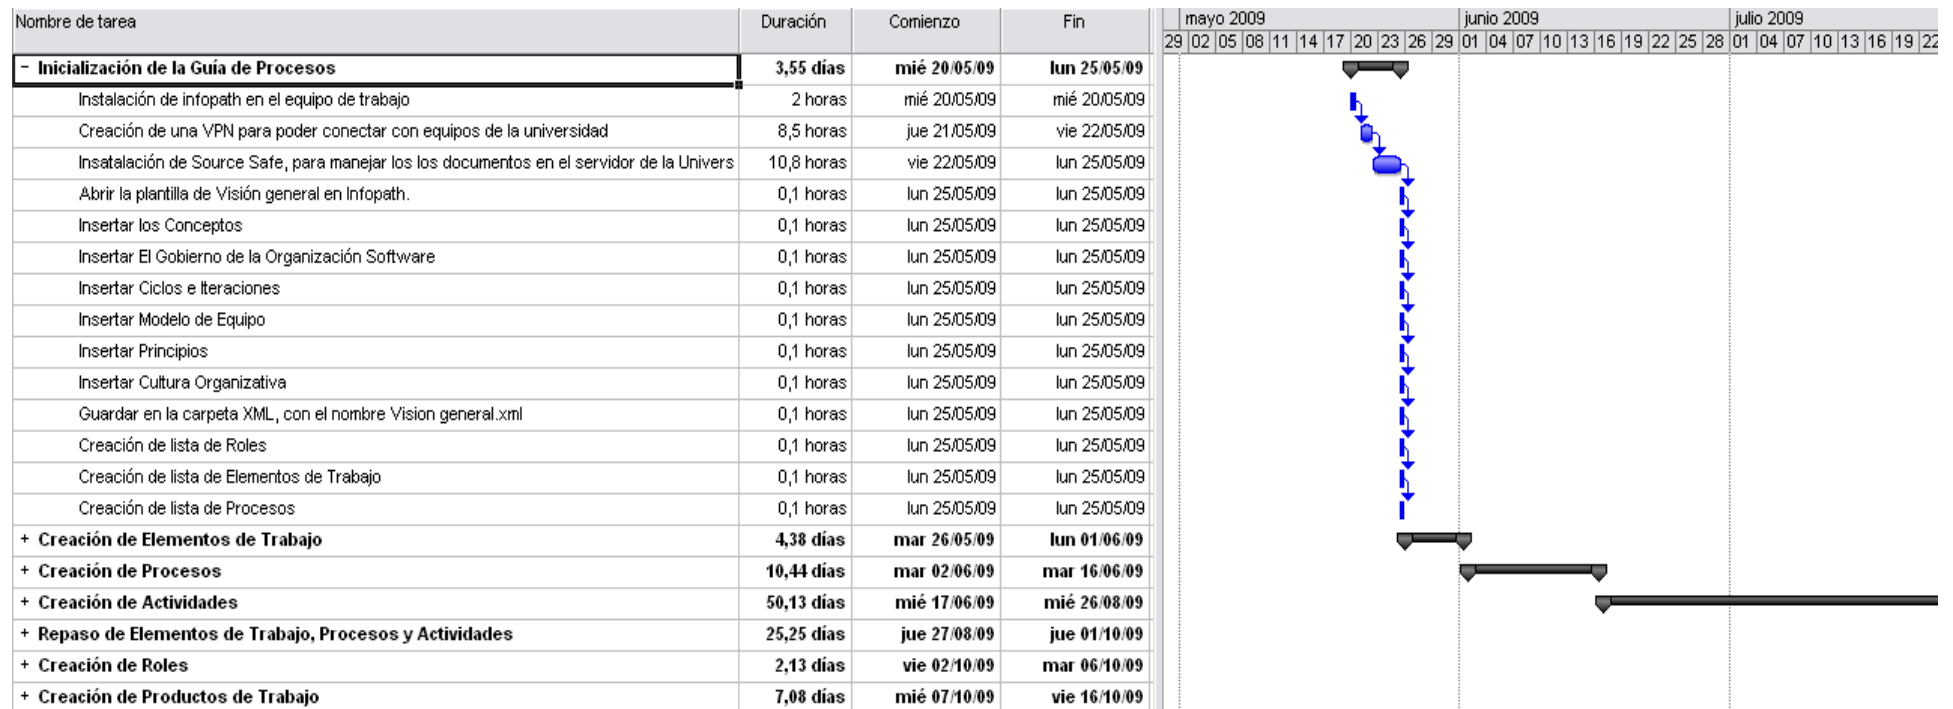 Nombre de tarea Duración Comienzo Fin mayo 2009 junio 2009 julio 2009
29 02 05 08 11 14 17 20 23 26 29 01 04 07 10 13 16 19 22 25 28 01 04 07 10 13 16 19 22
− Inicialización de la Guía de Procesos 3,55 días mié 20/05/09 lun 25/05/09
Instalación de infopath en el equipo de trabajo 2 horas mié 20/05/09 mié 20/05/09
Creación de una VPN para poder conectar con equipos de la universidad 8,5 horas jue 21/05/09 vie 22/05/09
Insatalación de Source Safe, para manejar los los documentos en el servidor de la Univers 10,8 horas vie 22/05/09 lun 25/05/09
Abrir la plantilla de Visión general en Infopath. 0,1 horas lun 25/05/09 lun 25/05/09
Insertar los Conceptos 0,1 horas lun 25/05/09 lun 25/05/09
Insertar El Gobierno de la Organización Software 0,1 horas lun 25/05/09 lun 25/05/09
Insertar Ciclos e Iteraciones 0,1 horas lun 25/05/09 lun 25/05/09
Insertar Modelo de Equipo 0,1 horas lun 25/05/09 lun 25/05/09
Insertar Principios 0,1 horas lun 25/05/09 lun 25/05/09
Insertar Cultura Organizativa 0,1 horas lun 25/05/09 lun 25/05/09
Guardar en la carpeta XML, con el nombre Vision general.xml 0,1 horas lun 25/05/09 lun 25/05/09
Creación de lista de Roles 0,1 horas lun 25/05/09 lun 25/05/09
Creación de lista de Elementos de Trabajo 0,1 horas lun 25/05/09 lun 25/05/09
Creación de lista de Procesos 0,1 horas lun 25/05/09 lun 25/05/09
+ Creación de Elementos de Trabajo 4,38 días mar 26/05/09 lun 01/06/09
+ Creación de Procesos 10,44 días mar 02/06/09 mar 16/06/09
+ Creación de Actividades 50,13 días mié 17/06/09 mié 26/08/09
+ Repaso de Elementos de Trabajo, Procesos y Actividades 25,25 días jue 27/08/09 jue 01/10/09
+ Creación de Roles 2,13 días vie 02/10/09 mar 06/10/09
+ Creación de Productos de Trabajo 7,08 días mié 07/10/09 vie 16/10/09